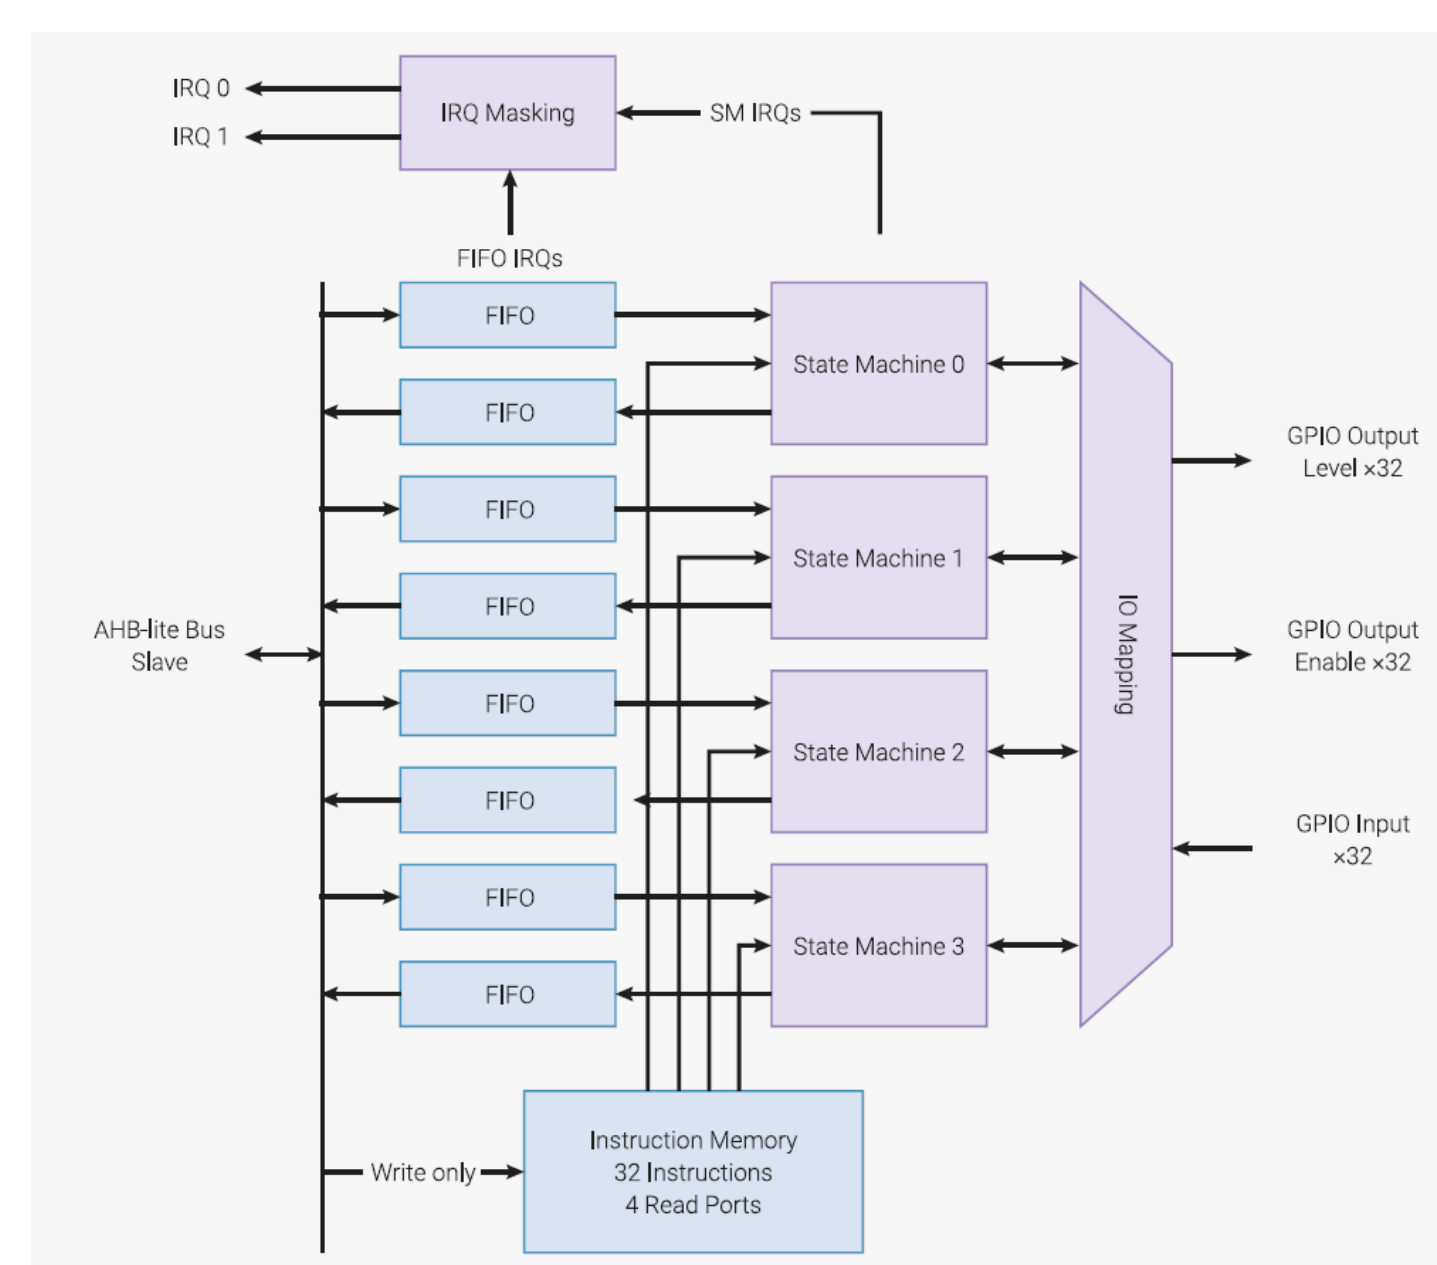 IRQ 0
IRQ Masking
SM IRQs
IRQ 1
FIFO IRQs
FIFO
State Machine 0
FIFO
GPIO Output
Level ×32
FIFO
State Machine 1
FIFO
AHB-lite Bus
Slave
IO Mapping
GPIO Output
Enable ×32
FIFO
State Machine 2
FIFO
GPIO Input
×32
FIFO
State Machine 3
FIFO
Write only
Instruction Memory
32 Instructions
4 Read Ports